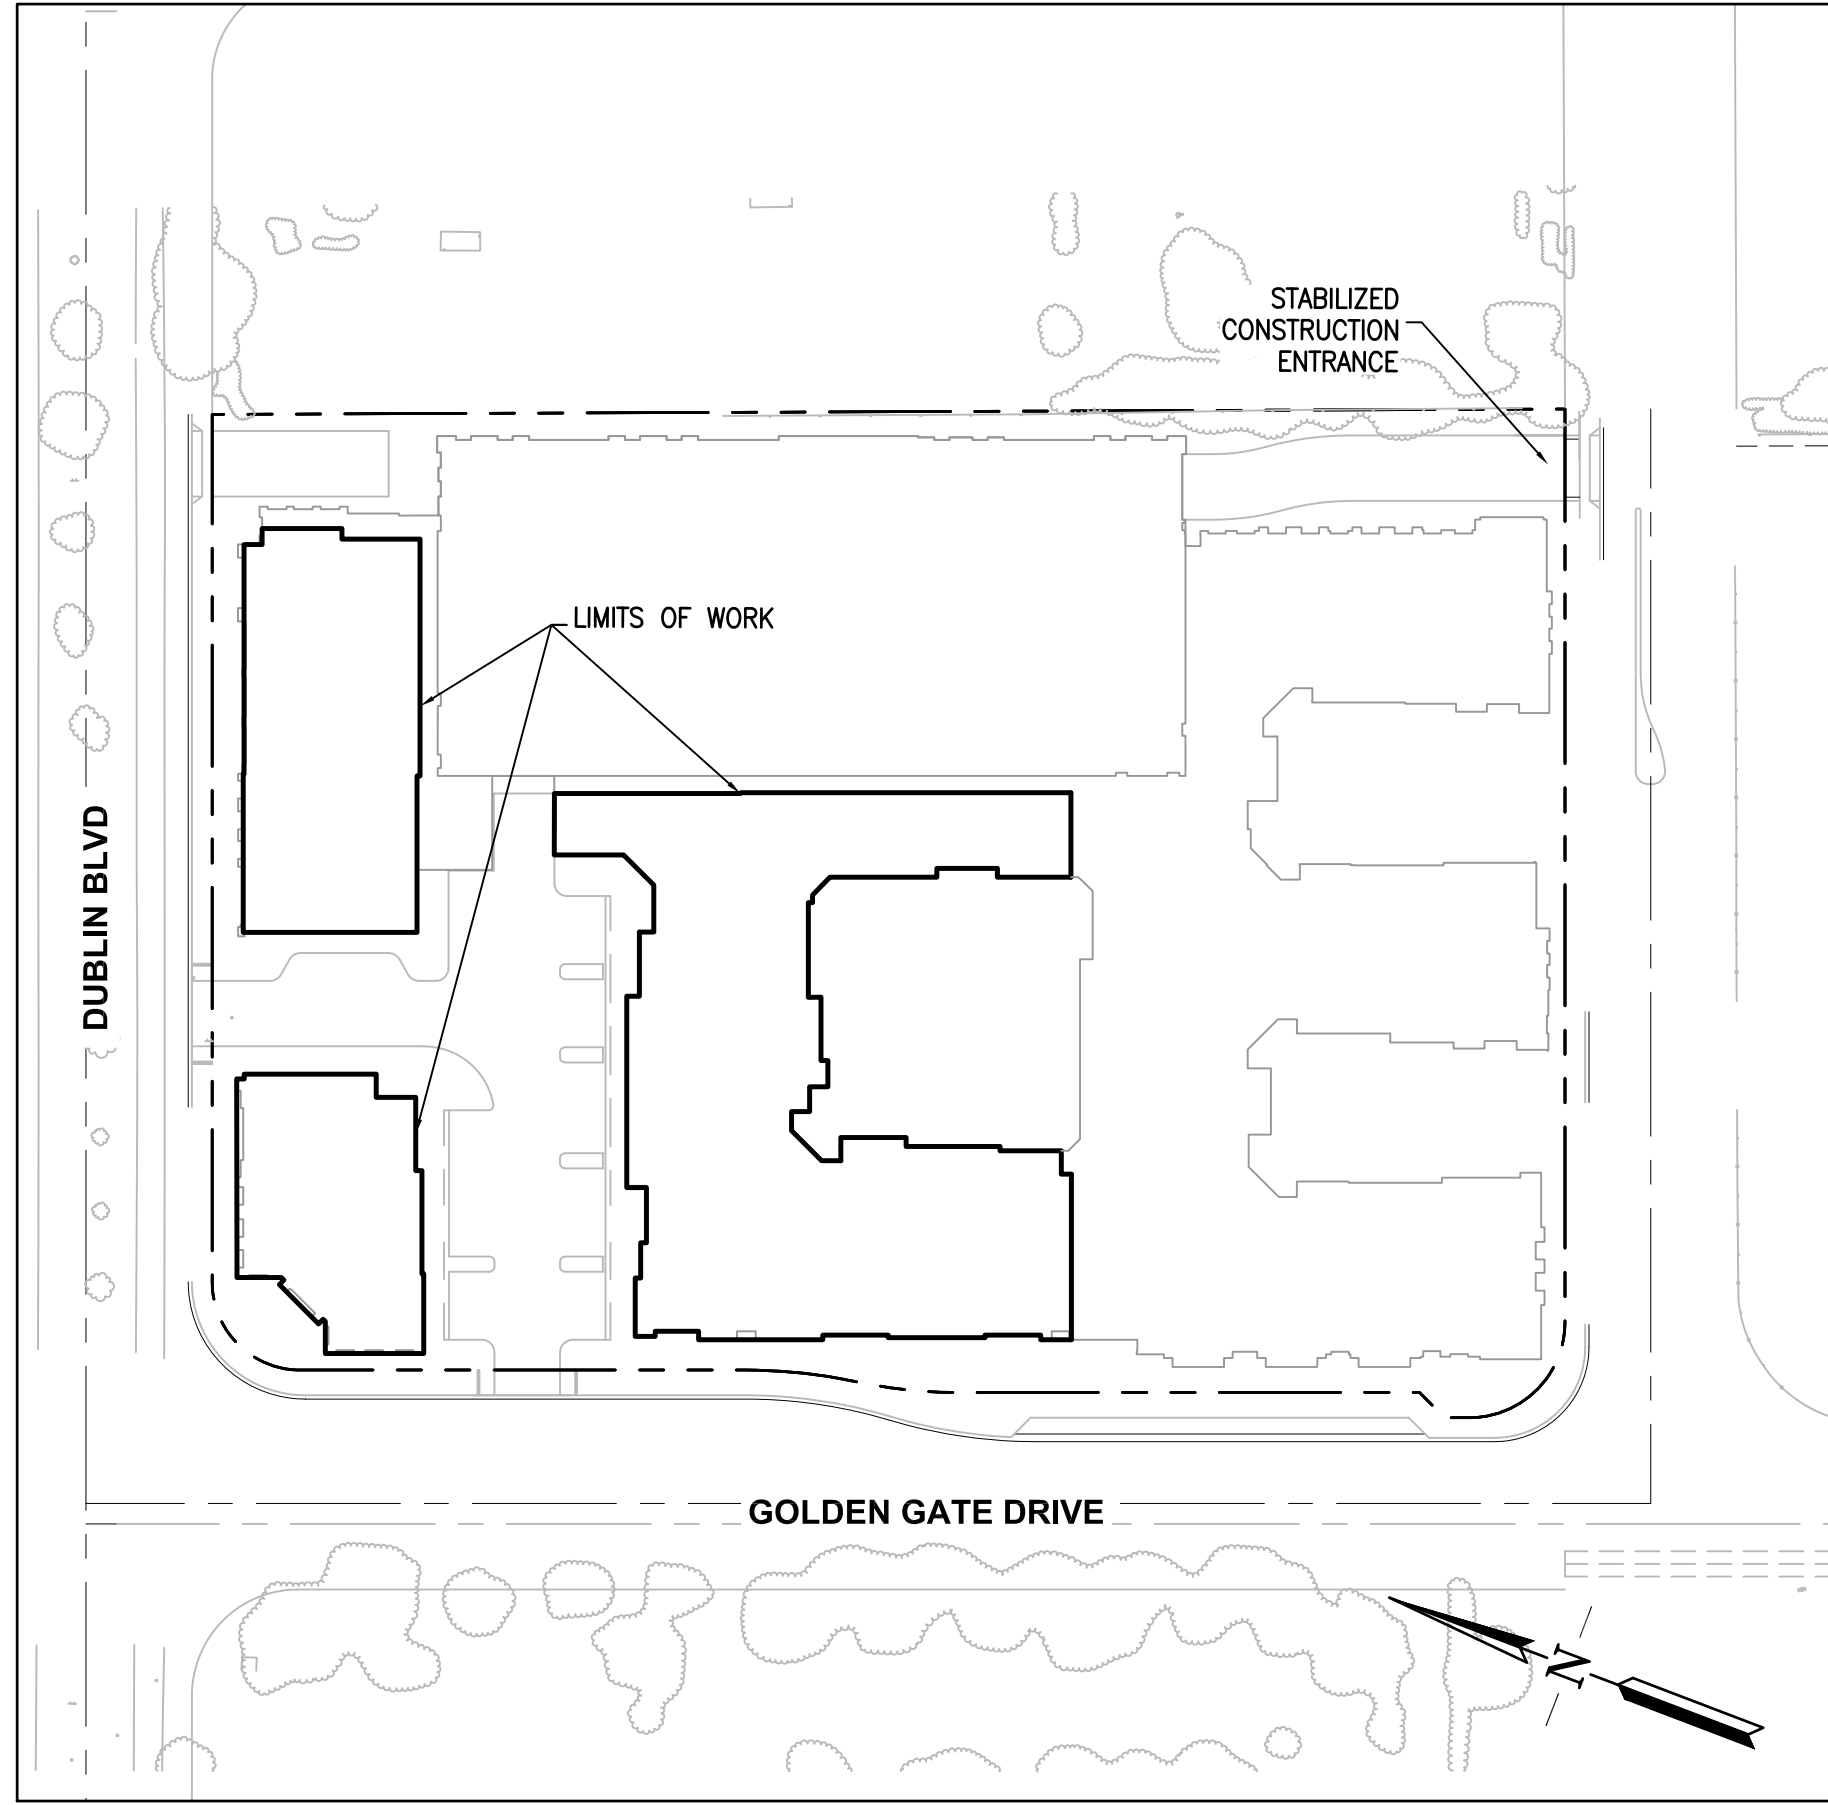 STABILIZED
CONSTRUCTION
ENTRANCE
LIMITS OF WORK
DUBLIN BLVD
GOLDEN GATE DRIVE
N